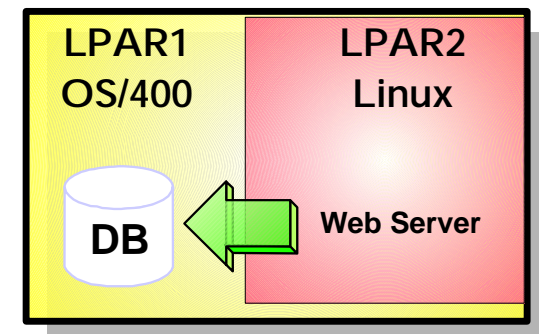 LPAR1
OS/400
DB
LPAR2
Linux
Web Server